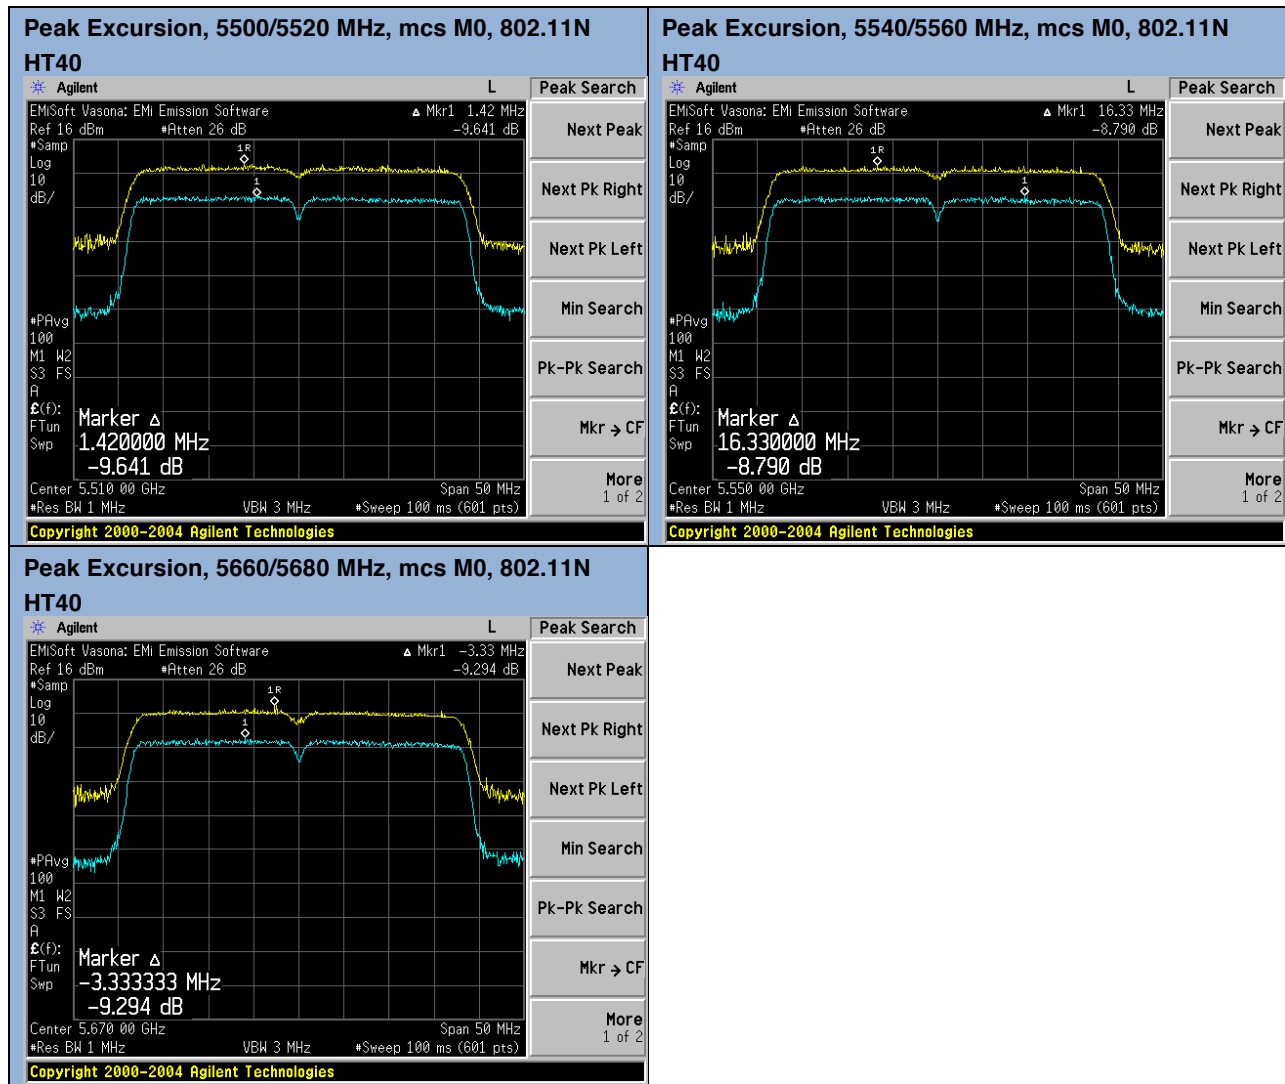 Peak Excursion, 5500/5520 MHz, mcs M0, 802.11N
HT40
Agilent
L
Peak Search
EMiSoft Vasona: EMi Emission Software
Δ Mkr1 1.42 MHz
Ref 16 dBm
#Atten 26 dB
-9.641 dB
#Samp
Log
10
dB/
1R
1
#PAvg
100
M1 W2
S3 FS
A
£(f):
FTun
Swp
Marker Δ
1.420000 MHz
-9.641 dB
Center 5.510 00 GHz
Span 50 MHz
#Res BW 1 MHz
VBW 3 MHz
#Sweep 100 ms (601 pts)
Copyright 2000-2004 Agilent Technologies
Next Peak
Next Pk Right
Next Pk Left
Min Search
Pk-Pk Search
Mkr → CF
More
1 of 2
Peak Excursion, 5540/5560 MHz, mcs M0, 802.11N
HT40
Agilent
L
Peak Search
EMiSoft Vasona: EMi Emission Software
Δ Mkr1 16.33 MHz
Ref 16 dBm
#Atten 26 dB
-8.790 dB
#Samp
Log
10
dB/
1R
1
#PAvg
100
M1 W2
S3 FS
A
£(f):
FTun
Swp
Marker Δ
16.330000 MHz
-8.790 dB
Center 5.550 00 GHz
Span 50 MHz
#Res BW 1 MHz
VBW 3 MHz
#Sweep 100 ms (601 pts)
Copyright 2000-2004 Agilent Technologies
Next Peak
Next Pk Right
Next Pk Left
Min Search
Pk-Pk Search
Mkr → CF
More
1 of 2
Peak Excursion, 5660/5680 MHz, mcs M0, 802.11N
HT40
Agilent
L
Peak Search
EMiSoft Vasona: EMi Emission Software
Δ Mkr1 -3.33 MHz
Ref 16 dBm
#Atten 26 dB
-9.294 dB
#Samp
Log
10
dB/
1R
1
#PAvg
100
M1 W2
S3 FS
A
£(f):
FTun
Swp
Marker Δ
-3.333333 MHz
-9.294 dB
Center 5.670 00 GHz
Span 50 MHz
#Res BW 1 MHz
VBW 3 MHz
#Sweep 100 ms (601 pts)
Copyright 2000-2004 Agilent Technologies
Next Peak
Next Pk Right
Next Pk Left
Min Search
Pk-Pk Search
Mkr → CF
More
1 of 2